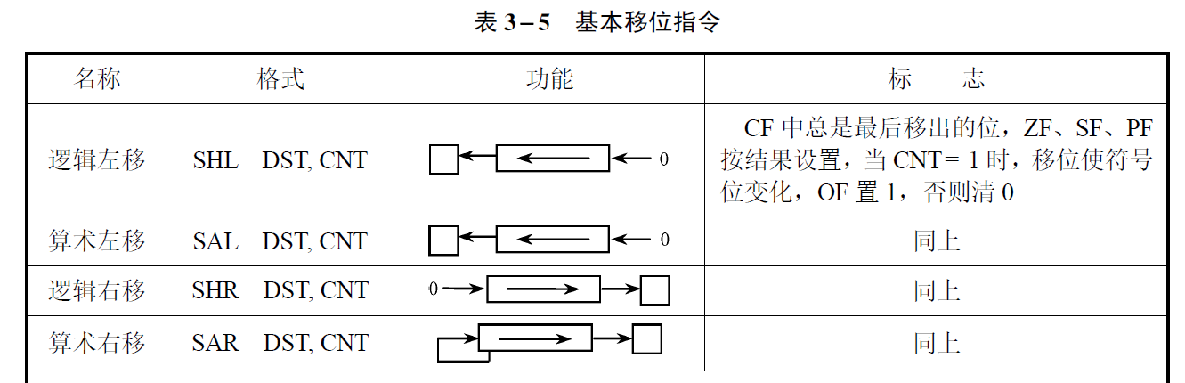 表 3–5 基本移位指令
名称 格式 功能 标 志
逻辑左移 SHL DST, CNT 0 CF 中总是最后移出的位，ZF、SF、PF
按结果设置，当 CNT = 1 时，移位使符号
位变化，OF 置 1，否则清 0
算术左移 SAL DST, CNT 0 同上
逻辑右移 SHR DST, CNT 0 同上
算术右移 SAR DST, CNT 同上